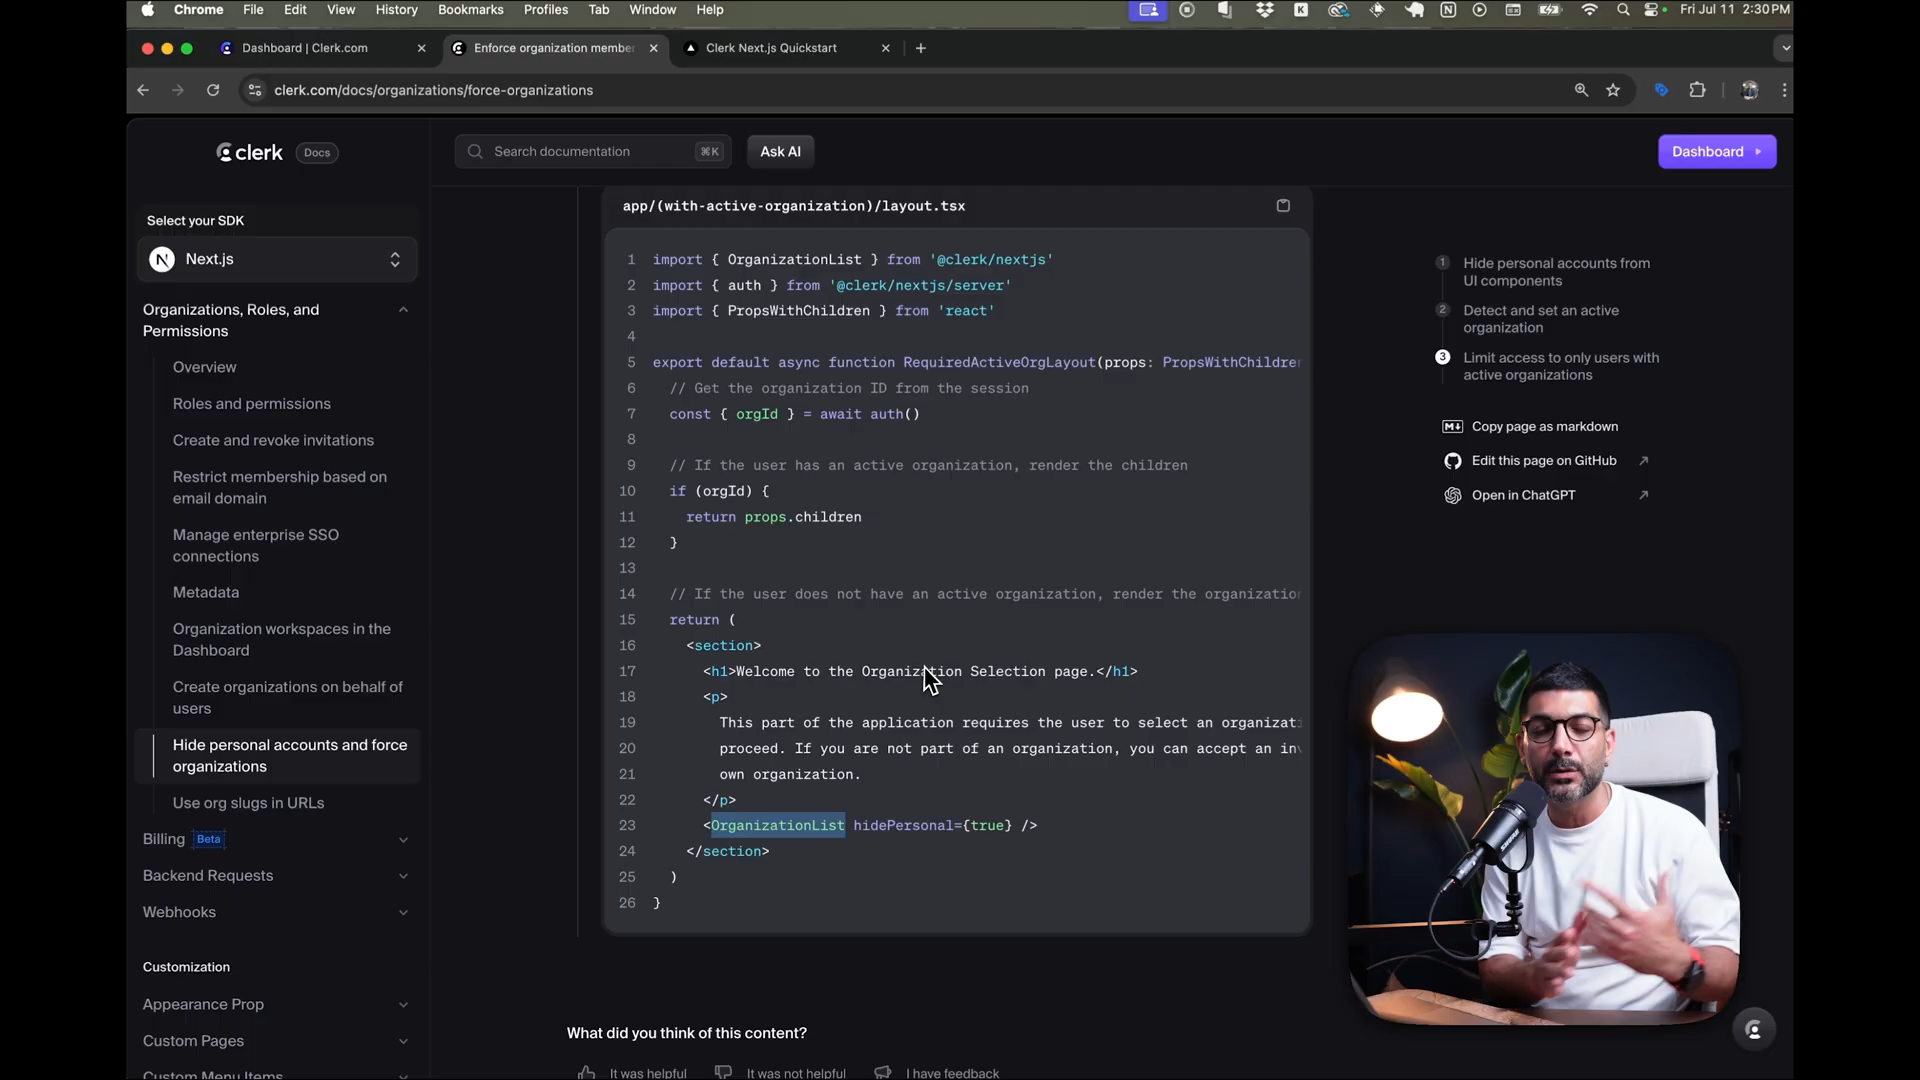 Chrome File Edit View History Bookmarks Profiles Tab Window Help
Fri Jul 11 2:30 PM
Dashboard | Clerk.com
Enforce organization member
Clerk Next.js Quickstart
clerk.com/docs/organizations/force-organizations
clerk Docs
Search documentation ⌘K
Ask AI
Dashboard
Select your SDK
Next.js
Organizations, Roles, and
Permissions
Overview
Roles and permissions
Create and revoke invitations
Restrict membership based on
email domain
Manage enterprise SSO
connections
Metadata
Organization workspaces in the
Dashboard
Create organizations on behalf of
users
Hide personal accounts and force
organizations
Use org slugs in URLs
Billing Beta
Backend Requests
Webhooks
Customization
Appearance Prop
Custom Pages
Custom Menu Items
app/(with-active-organization)/layout.tsx
1 import { OrganizationList } from '@clerk/nextjs'
2 import { auth } from '@clerk/nextjs/server'
3 import { PropsWithChildren } from 'react'
4
5 export default async function RequiredActiveOrgLayout(props: PropsWithChildren
6 // Get the organization ID from the session
7 const { orgId } = await auth()
8
9 // If the user has an active organization, render the children
10 if (orgId) {
11 return props.children
12 }
13
14 // If the user does not have an active organization, render the organization
15 return (
16 <section>
17 <h1>Welcome to the Organization Selection page.</h1>
18 <p>
19 This part of the application requires the user to select an organizati
20 proceed. If you are not part of an organization, you can accept an in
21 own organization.
22 </p>
23 <OrganizationList hidePersonal={true} />
24 </section>
25 )
26 }
What did you think of this content?
It was helpful
It was not helpful
I have feedback
1 Hide personal accounts from
UI components
2 Detect and set an active
organization
3 Limit access to only users with
active organizations
Copy page as markdown
Edit this page on GitHub
Open in ChatGPT